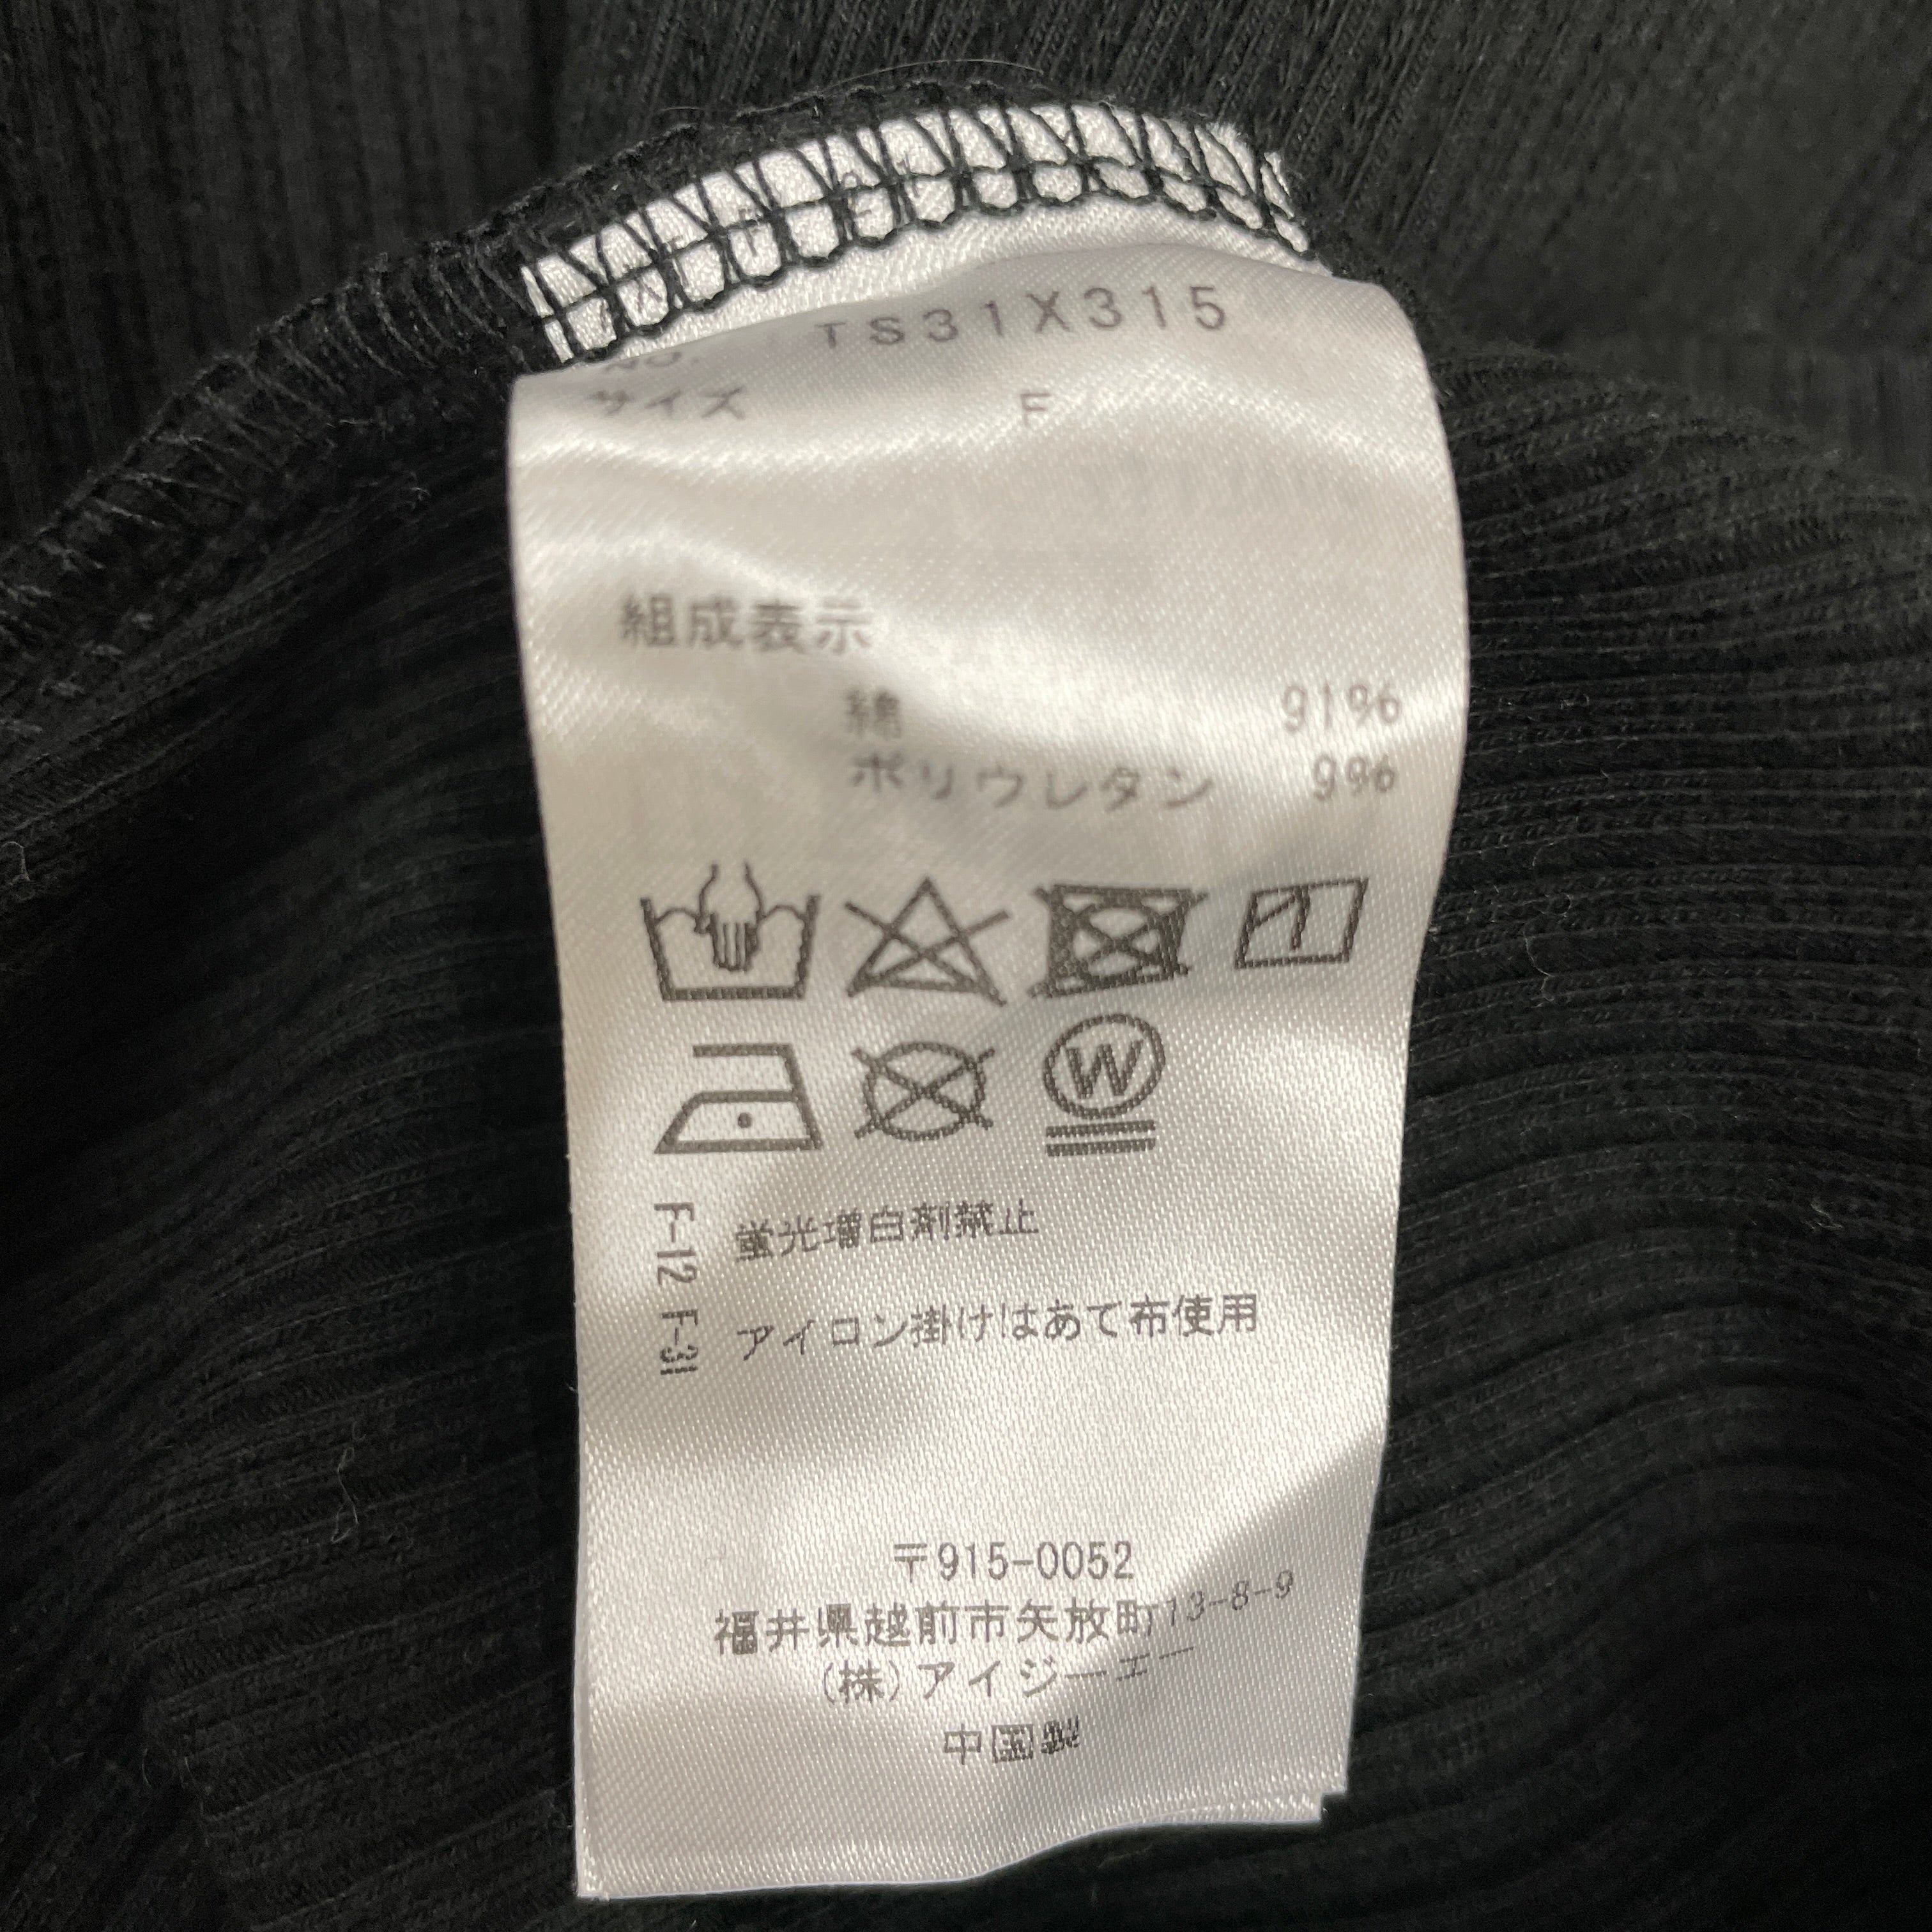 No. TS31X315
サイズ F
組成表示
綿 91%
ポリウレタン 9%
W
F-12 F-31
蛍光増白剤禁止
アイロン掛けはあて布使用
〒915-0052
福井県越前市矢放町13-8-9
(株)アイジーエー
中国製